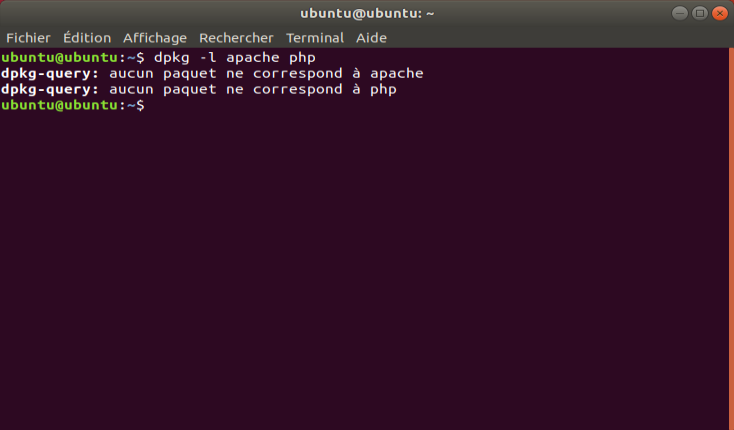 ubuntu@ubuntu: ~
Fichier Édition Affichage Rechercher Terminal Aide
ubuntu@ubuntu:~$ dpkg -l apache php
dpkg-query: aucun paquet ne correspond à apache
dpkg-query: aucun paquet ne correspond à php
ubuntu@ubuntu:~$